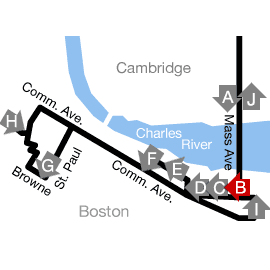 Cambridge
Comm. Ave.
A
J
H
Charles
River
Mass Ave
F
E
G
St. Paul
Browne
Comm. Ave.
D
C
B
I
Boston